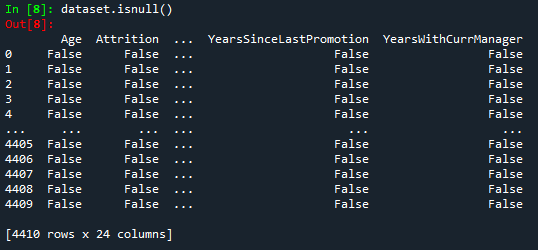 In [8]: dataset.isnull()
Out[8]:
Age Attrition ... YearsSinceLastPromotion YearsWithCurrManager
0 False False ... False False
1 False False ... False False
2 False False ... False False
3 False False ... False False
4 False False ... False False
... ... ... ... ... ...
4405 False False ... False False
4406 False False ... False False
4407 False False ... False False
4408 False False ... False False
4409 False False ... False False
[4410 rows x 24 columns]